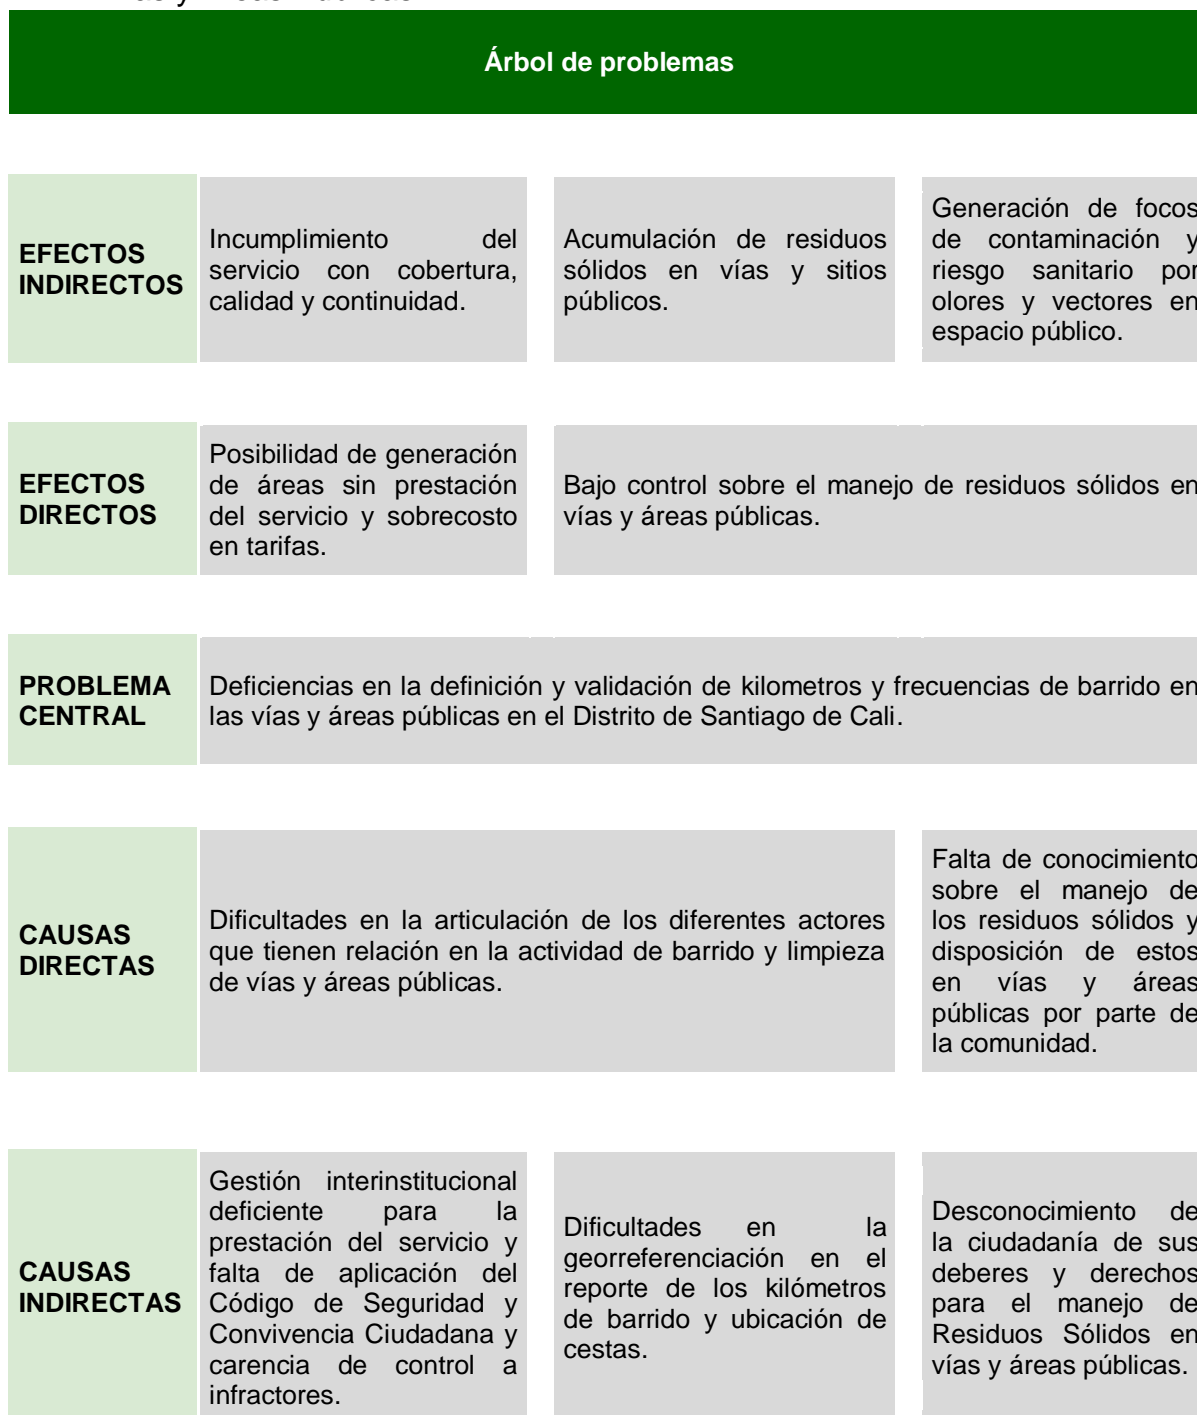 Árbol de problemas
EFECTOS
INDIRECTOS
Incumplimiento del
servicio con cobertura,
calidad y continuidad.
Acumulación de residuos
sólidos en vías y sitios
públicos.
Generación de focos
de contaminación y
riesgo sanitario por
olores y vectores en
espacio público.
EFECTOS
DIRECTOS
Posibilidad de generación
de áreas sin prestación
del servicio y sobrecosto
en tarifas.
Bajo control sobre el manejo de residuos sólidos en
vías y áreas públicas.
PROBLEMA
CENTRAL
Deficiencias en la definición y validación de kilometros y frecuencias de barrido en
las vías y áreas públicas en el Distrito de Santiago de Cali.
CAUSAS
DIRECTAS
Dificultades en la articulación de los diferentes actores
que tienen relación en la actividad de barrido y limpieza
de vías y áreas públicas.
Falta de conocimiento
sobre el manejo de
los residuos sólidos y
disposición de estos
en vías y áreas
públicas por parte de
la comunidad.
CAUSAS
INDIRECTAS
Gestión interinstitucional
deficiente para la
prestación del servicio y
falta de aplicación del
Código de Seguridad y
Convivencia Ciudadana y
carencia de control a
infractores.
Dificultades en la
georreferenciación en el
reporte de los kilómetros
de barrido y ubicación de
cestas.
Desconocimiento de
la ciudadanía de sus
deberes y derechos
para el manejo de
Residuos Sólidos en
vías y áreas públicas.